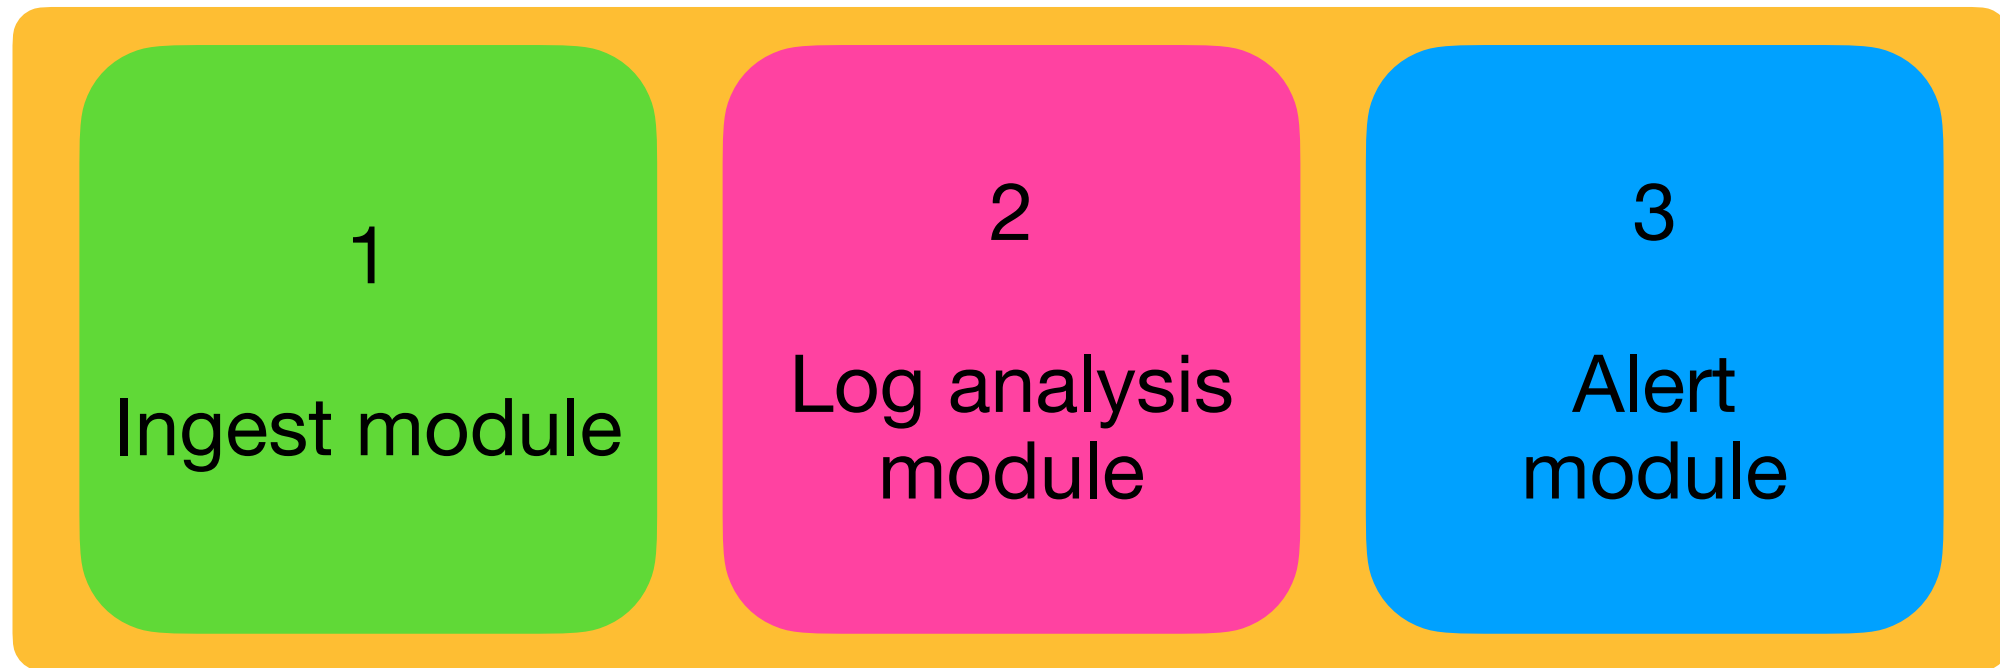 1
Ingest module
2
Log analysis
module
3
Alert
module